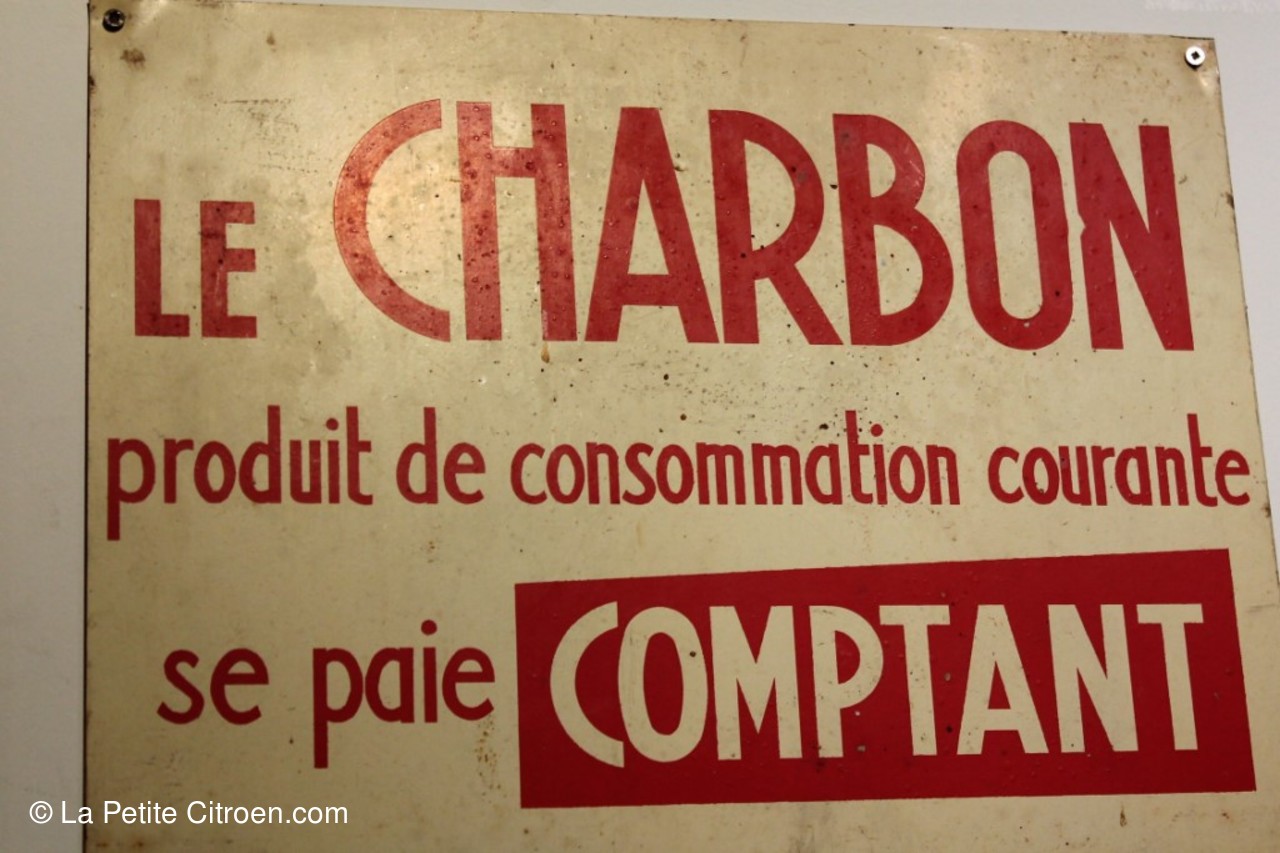 LE CHARBON
produit de consommation courante
se paie COMPTANT
© La Petite Citroen.com